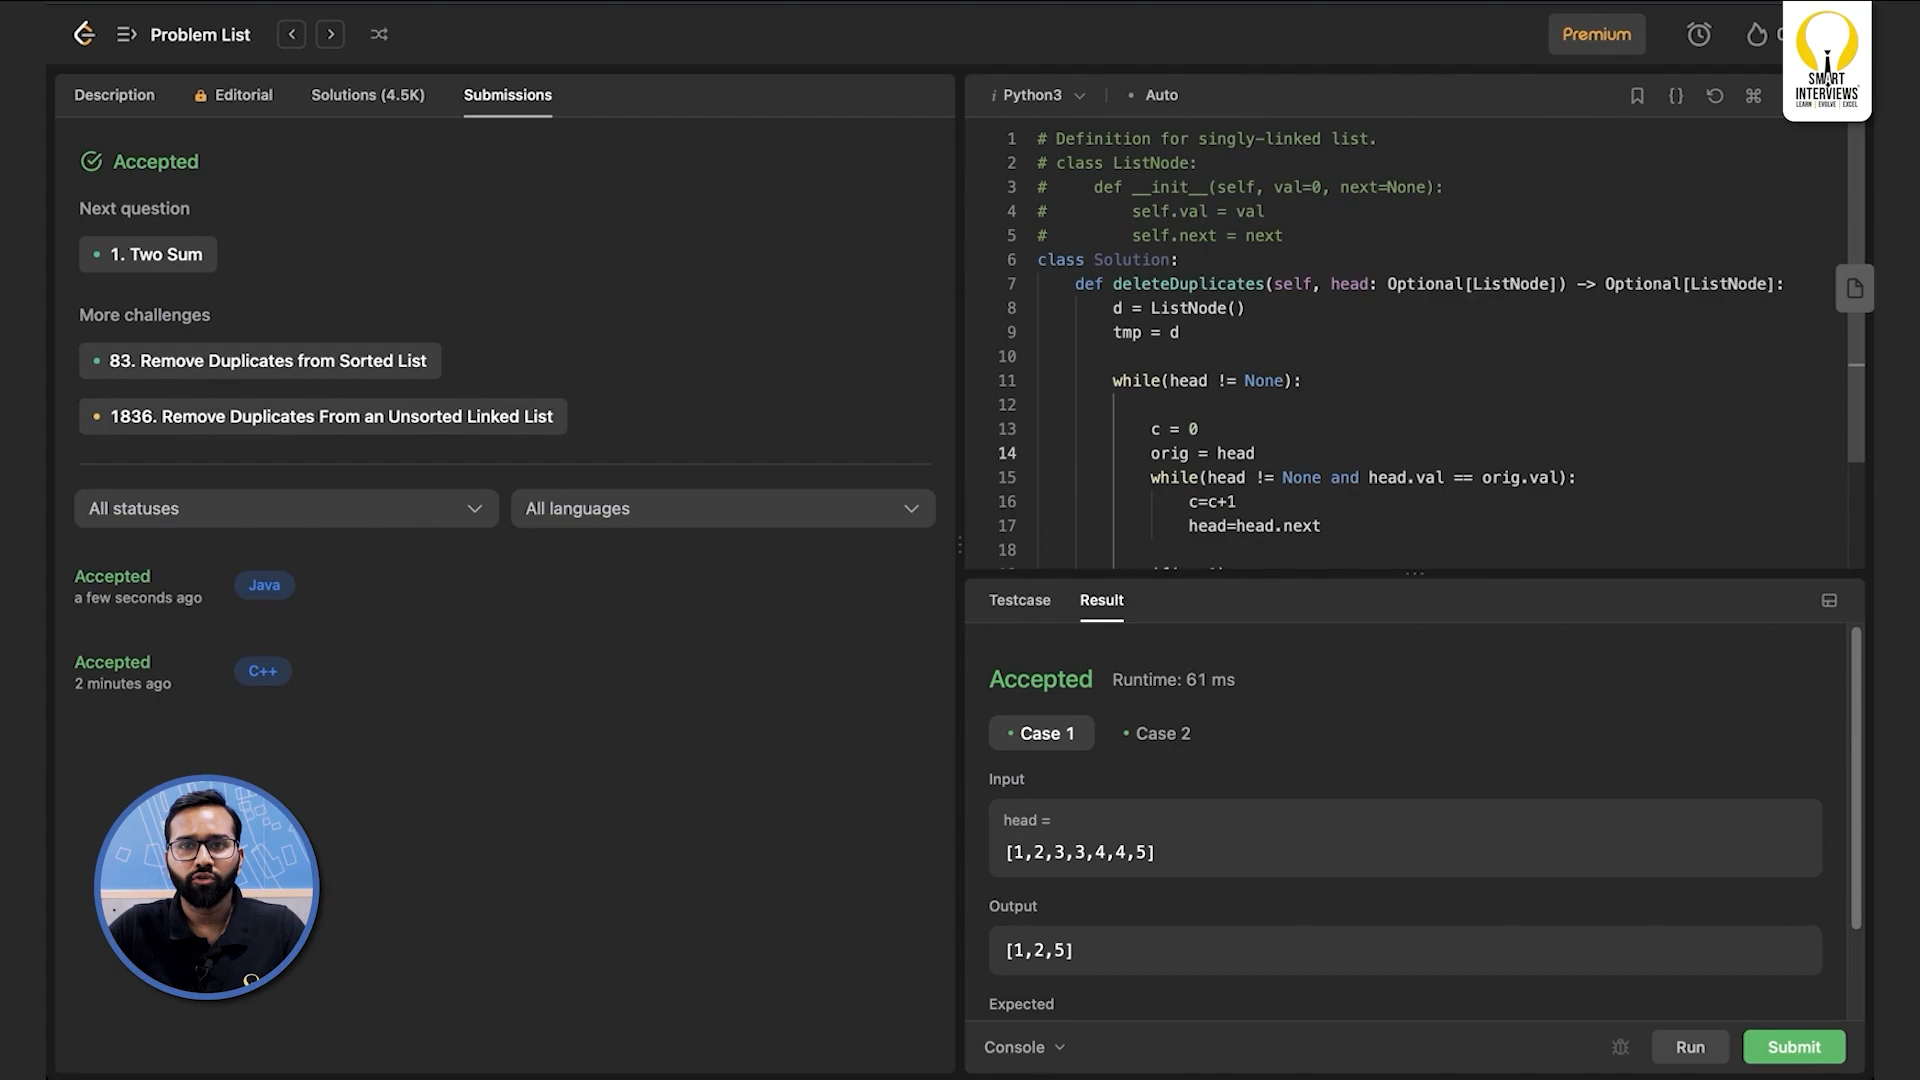 Problem List
Premium
SMART
INTERVIEWS
LEARN | EVOLVE | EXCEL
Description
Editorial
Solutions (4.5K)
Submissions
Accepted
Next question
1. Two Sum
More challenges
83. Remove Duplicates from Sorted List
1836. Remove Duplicates From an Unsorted Linked List
All statuses
All languages
Accepted
a few seconds ago
Java
Accepted
2 minutes ago
C++
i Python3
Auto
1 # Definition for singly-linked list.
2 # class ListNode:
3 #     def __init__(self, val=0, next=None):
4 #         self.val = val
5 #         self.next = next
6 class Solution:
7     def deleteDuplicates(self, head: Optional[ListNode]) -> Optional[ListNode]:
8         d = ListNode()
9         tmp = d
10
11         while(head != None):
12
13             c = 0
14             orig = head
15             while(head != None and head.val == orig.val):
16                 c=c+1
17                 head=head.next
18
Testcase
Result
Accepted
Runtime: 61 ms
Case 1
Case 2
Input
head =
[1,2,3,3,4,4,5]
Output
[1,2,5]
Expected
Console
Run
Submit